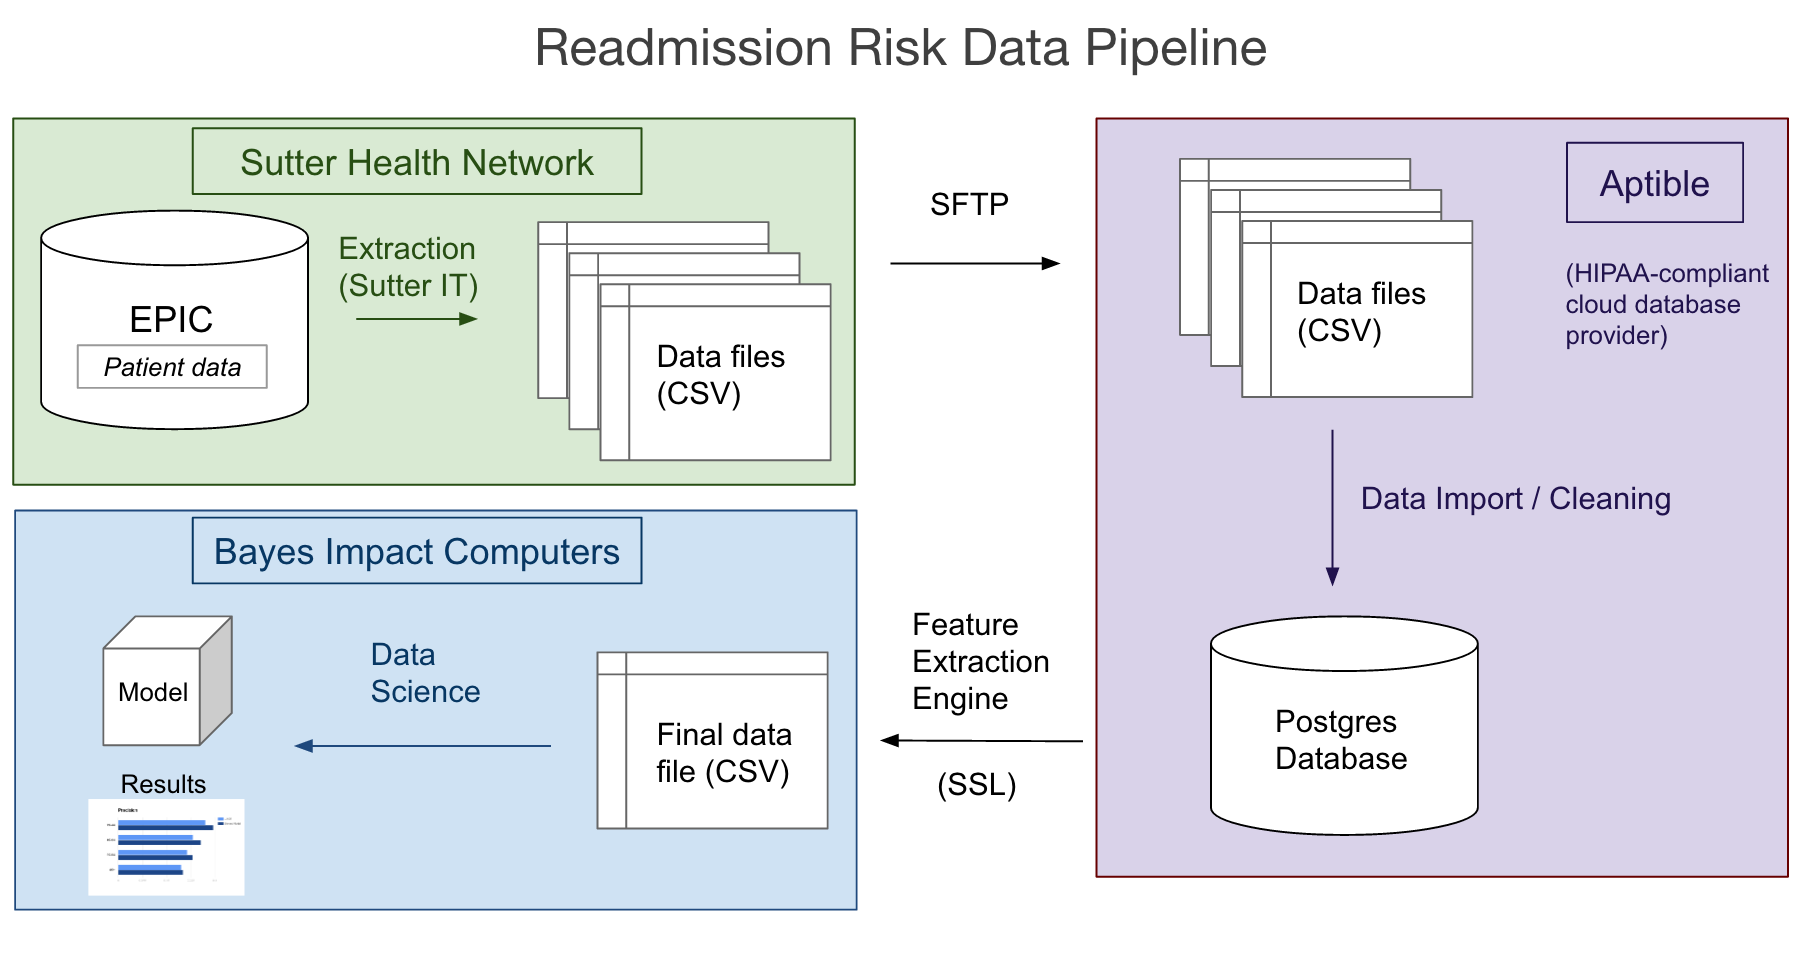 Readmission Risk Data Pipeline
Sutter Health Network
EPIC
Patient data
Extraction
(Sutter IT)
Data files
(CSV)
SFTP
Aptible
(HIPAA-compliant
cloud database
provider)
Data files
(CSV)
Data Import / Cleaning
Postgres
Database
Feature
Extraction
Engine
(SSL)
Bayes Impact Computers
Final data
file (CSV)
Data
Science
Model
Results
Precision